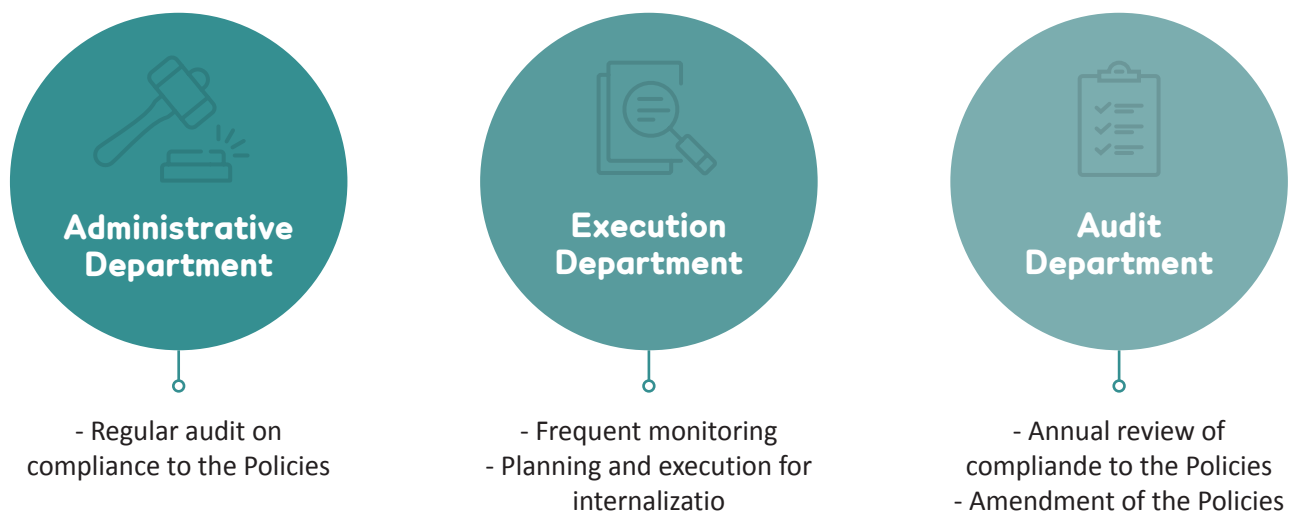 Administrative
Department
- Regular audit on
compliance to the Policies
Execution
Department
- Frequent monitoring
- Planning and execution for
internalizatio
Audit
Department
- Annual review of
compliande to the Policies
- Amendment of the Policies